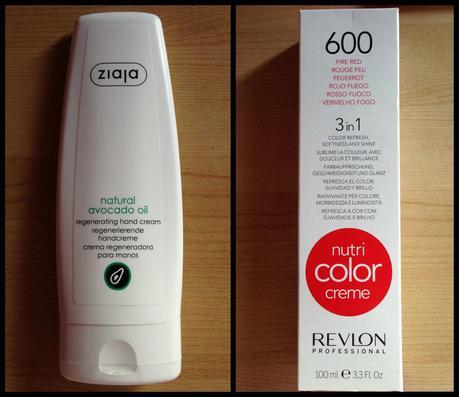 ziaja
natural
avocado oil
regenerating hand cream
regenerierende
handcreme
crema regeneradora
para manos
600
FIRE RED
ROUGE FEU
FEUERROT
ROJO FUEGO
ROSSO FUOCO
VERMELHO FOGO
3 in 1
COLOR REFRESH,
SOFTNESS AND SHINE
SUBLIME LA COULEUR, AVEC
DOUCEUR ET BRILLANCE
FARBAUFFRISCHUNG,
GESCHMEIDIGKEIT UND GLANZ
REFRESCA EL COLOR,
SUAVIDAD Y BRILLO
RAVVIVANTE PER COLORE,
MORBIDEZZA E LUMINOSITÀ
REFRESCA A COR COM
SUAVIDADE E BRILHO
nutri
color
creme
REVLON
PROFESSIONAL
100 ml. ℮ 3.3 Fl. Oz